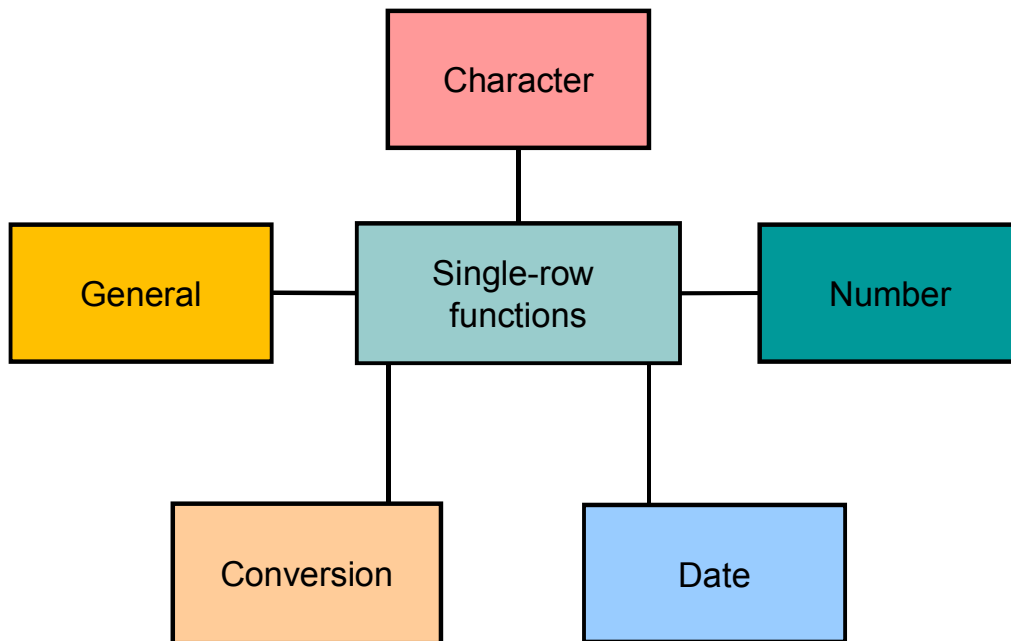 Character
General
Single-row
functions
Number
Conversion
Date